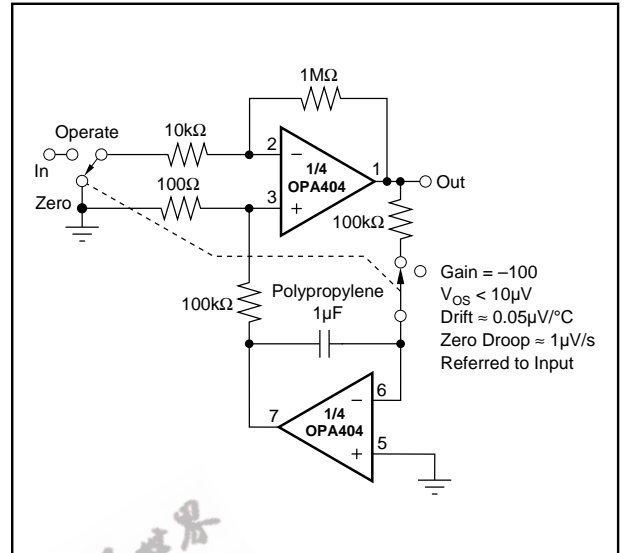 1MΩ
Operate
10kΩ
2
–
In
1/4
OPA404
1
Out
100Ω
3
+
Zero
100kΩ
Gain = –100
100kΩ
Polypropylene
1µF
V_OS < 10µV
Drift ≈ 0.05µV/°C
Zero Droop ≈ 1µV/s
Referred to Input
–
6
7
1/4
OPA404
+
5